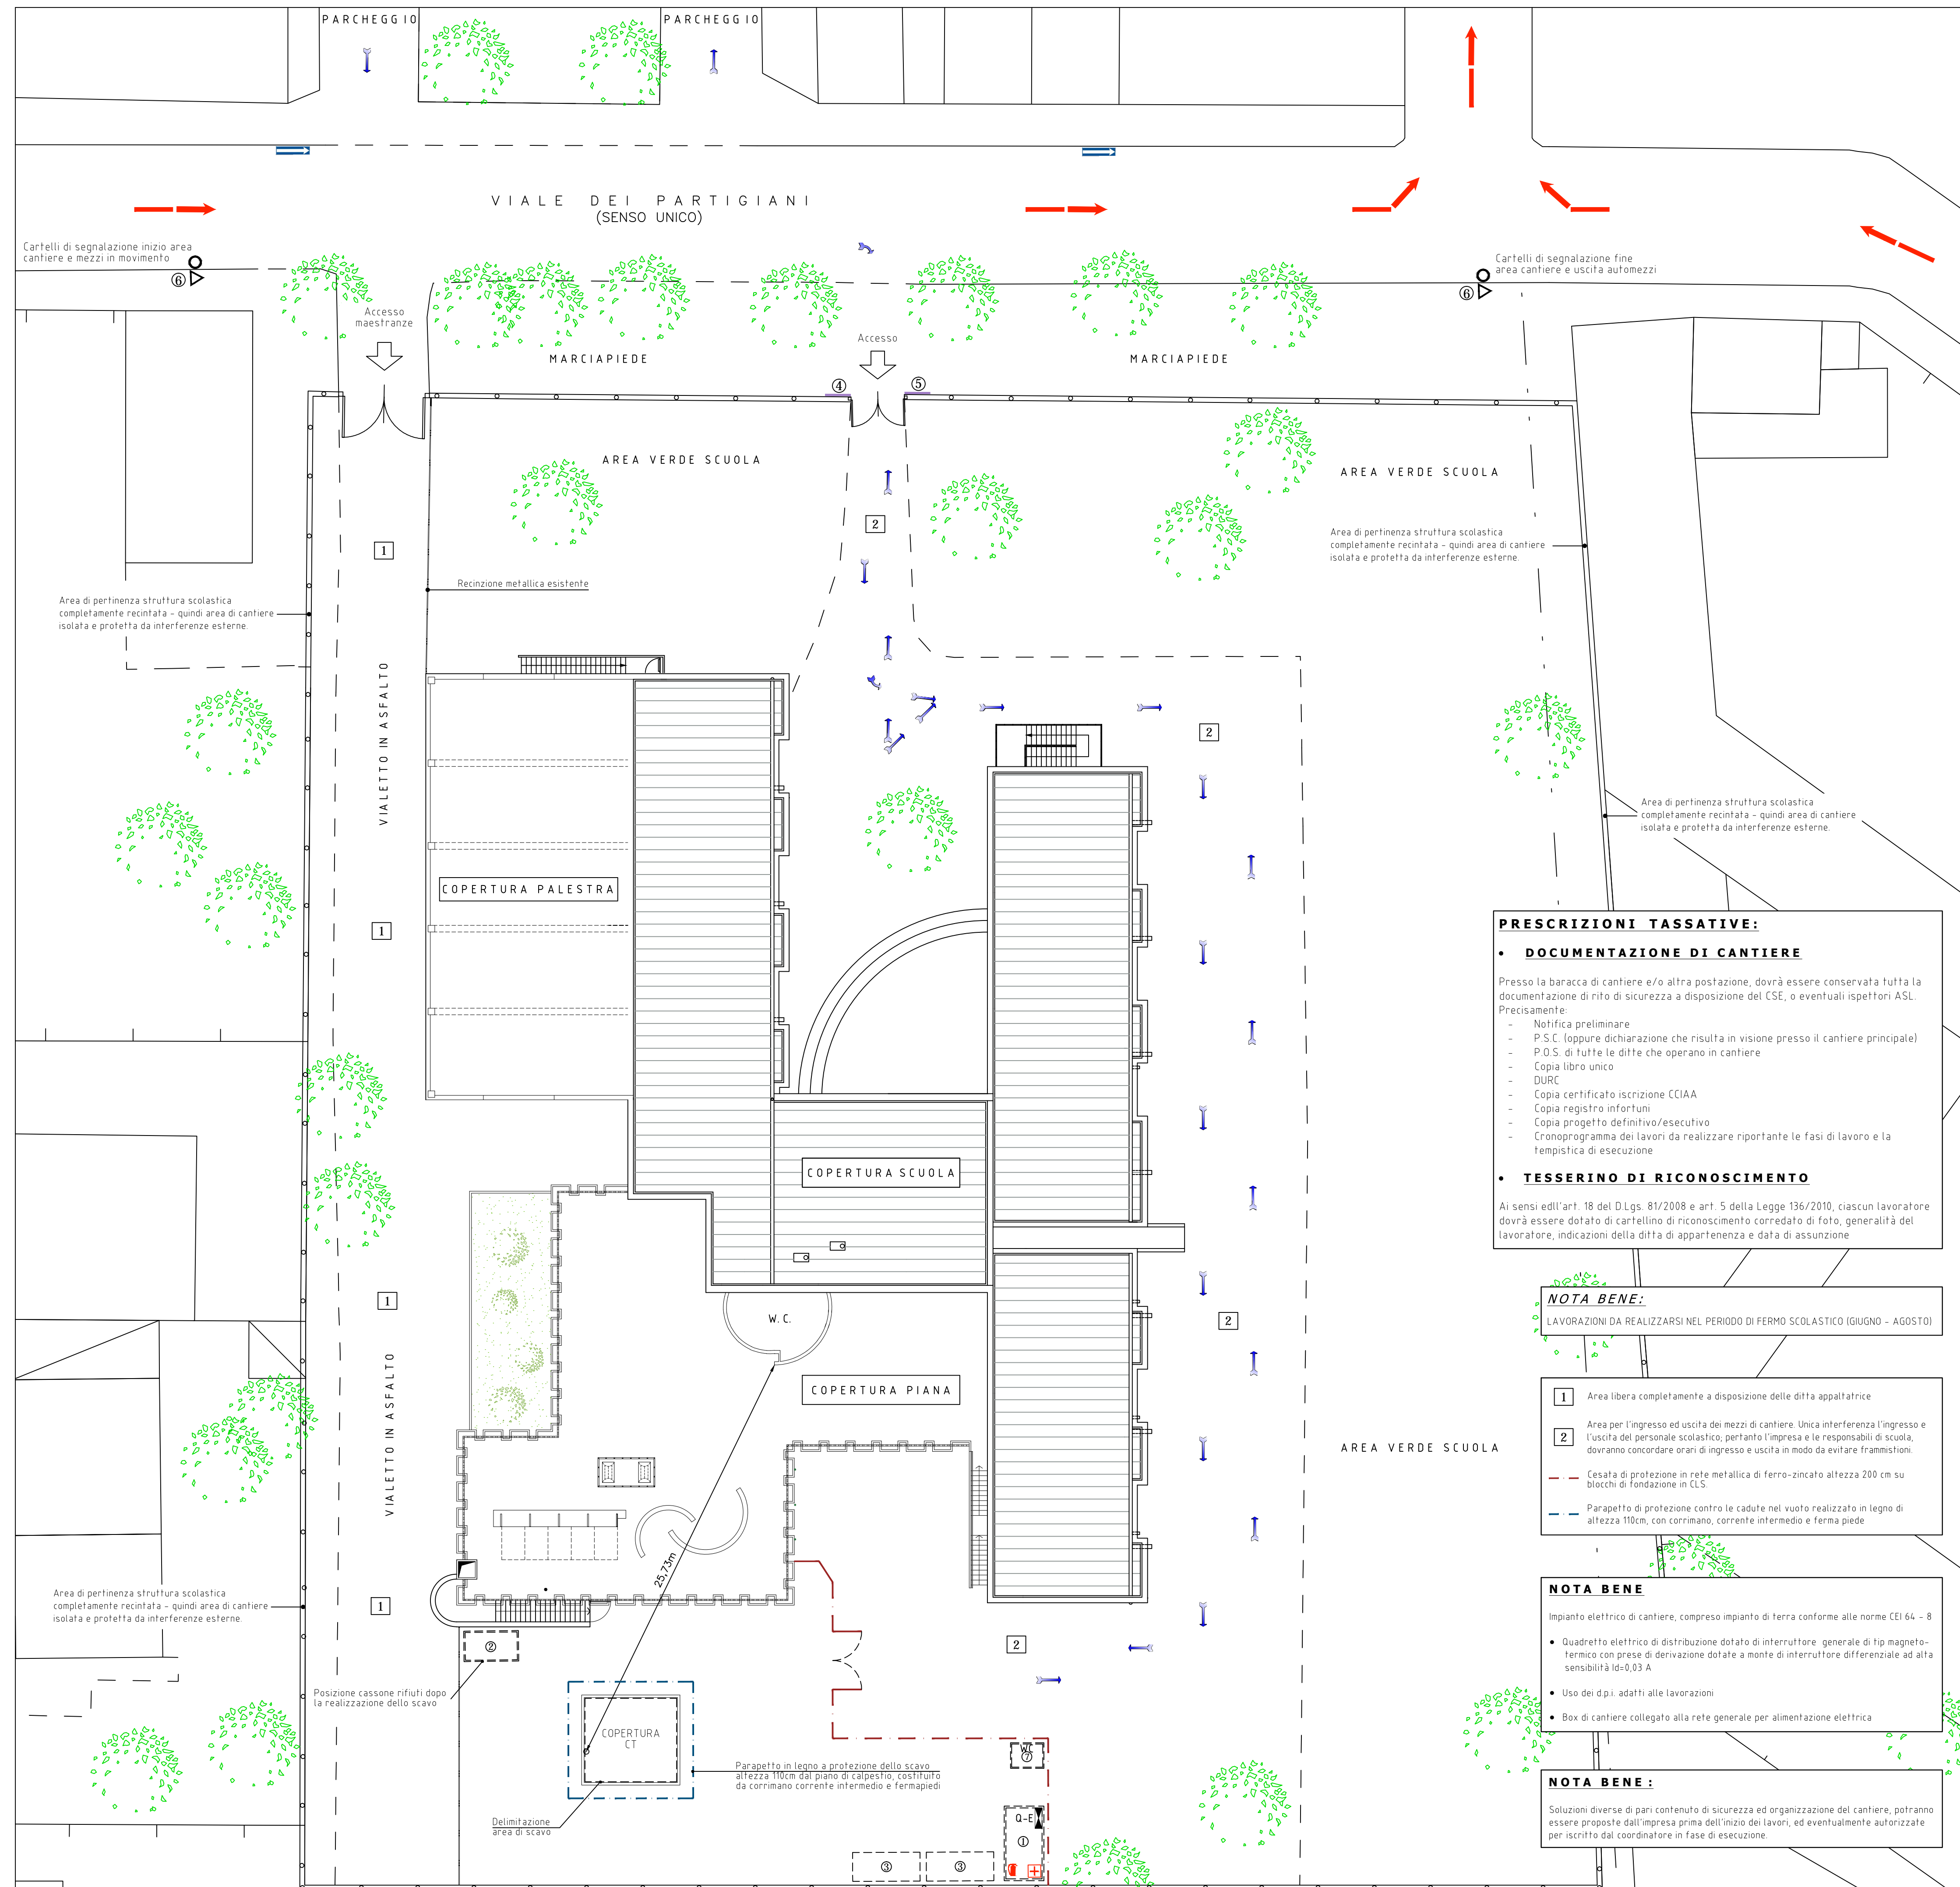 PARCHEGGIO
PARCHEGGIO
VIALE DEI PARTIGIANI
(SENSO UNICO)
Cartelli di segnalazione inizio area
cantiere e mezzi in movimento
6
Cartelli di segnalazione fine
area cantiere e uscita automezzi
6
Accesso
maestranze
Accesso
MARCIAPIEDE
MARCIAPIEDE
4
5
AREA VERDE SCUOLA
AREA VERDE SCUOLA
2
1
Area di pertinenza struttura scolastica
completamente recintata - quindi area di cantiere
isolata e protetta da interferenze esterne.
Recinzione metallica esistente
Area di pertinenza struttura scolastica
completamente recintata - quindi area di cantiere
isolata e protetta da interferenze esterne.
VIALETTO IN ASFALTO
2
Area di pertinenza struttura scolastica
completamente recintata - quindi area di cantiere
isolata e protetta da interferenze esterne.
COPERTURA PALESTRA
1
PRESCRIZIONI TASSATIVE:
• DOCUMENTAZIONE DI CANTIERE
Presso la baracca di cantiere e/o altra postazione, dovrà essere conservata tutta la
documentazione di rito di sicurezza a disposizione del CSE, o eventuali ispettori ASL.
Precisamente:
- Notifica preliminare
- P.S.C. (oppure dichiarazione che risulta in visione presso il cantiere principale)
- P.O.S. di tutte le ditte che operano in cantiere
- Copia libro unico
- DURC
- Copia certificato iscrizione CCIAA
- Copia registro infortuni
- Copia progetto definitivo/esecutivo
- Cronoprogramma dei lavori da realizzare riportante le fasi di lavoro e la
tempistica di esecuzione
• TESSERINO DI RICONOSCIMENTO
Ai sensi edll'art. 18 del D.Lgs. 81/2008 e art. 5 della Legge 136/2010, ciascun lavoratore
dovrà essere dotato di cartellino di riconoscimento corredato di foto, generalità del
lavoratore, indicazioni della ditta di appartenenza e data di assunzione
COPERTURA SCUOLA
1
W.C.
2
NOTA BENE:
LAVORAZIONI DA REALIZZARSI NEL PERIODO DI FERMO SCOLASTICO (GIUGNO - AGOSTO)
COPERTURA PIANA
VIALETTO IN ASFALTO
AREA VERDE SCUOLA
1 Area libera completamente a disposizione delle ditta appaltatrice
2 Area per l'ingresso ed uscita dei mezzi di cantiere. Unica interferenza l'ingresso e
l'uscita del personale scolastico; pertanto l'impresa e le responsabili di scuola,
dovranno concordare orari di ingresso e uscita in modo da evitare frammistioni.
Cesata di protezione in rete metallica di ferro-zincato altezza 200 cm su
blocchi di fondazione in CLS.
Parapetto di protezione contro le cadute nel vuoto realizzato in legno di
altezza 110cm, con corrimano, corrente intermedio e ferma piede
25,73m
Area di pertinenza struttura scolastica
completamente recintata - quindi area di cantiere
isolata e protetta da interferenze esterne.
1
2
2
NOTA BENE
Impianto elettrico di cantiere, compreso impianto di terra conforme alle norme CEI 64 - 8
• Quadretto elettrico di distribuzione dotato di interruttore generale di tip magneto-
termico con prese di derivazione dotate a monte di interruttore differenziale ad alta
sensibilità Id=0,03 A
• Uso dei d.p.i. adatti alle lavorazioni
• Box di cantiere collegato alla rete generale per alimentazione elettrica
Posizione cassone rifiuti dopo
la realizzazione dello scavo
COPERTURA
CT
Parapetto in legno a protezione dello scavo
altezza 110cm dal piano di calpestio, costituito
da corrimano corrente intermedio e fermapiedi
WC
7
Delimitazione
area di scavo
Q-E
1
3
3
NOTA BENE :
Soluzioni diverse di pari contenuto di sicurezza ed organizzazione del cantiere, potranno
essere proposte dall'impresa prima dell'inizio dei lavori, ed eventualmente autorizzate
per iscritto dal coordinatore in fase di esecuzione.